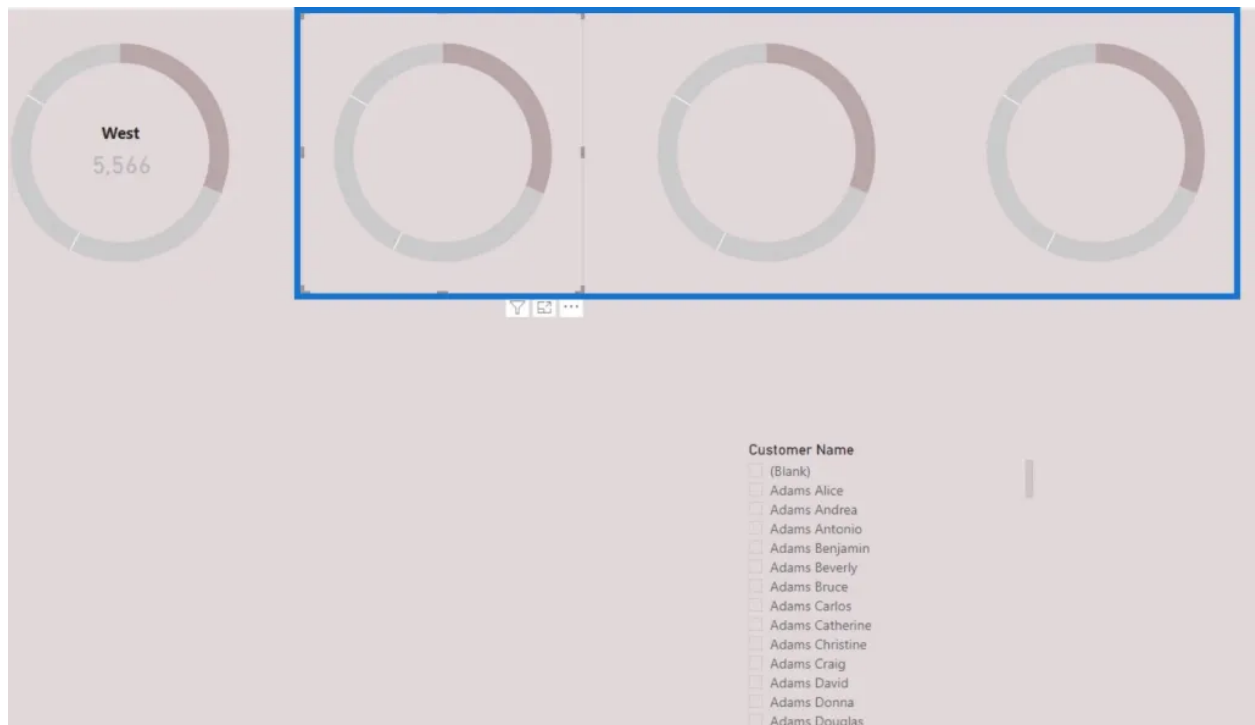 West
5,566
Customer Name
(Blank)
Adams Alice
Adams Andrea
Adams Antonio
Adams Benjamin
Adams Beverly
Adams Bruce
Adams Carlos
Adams Catherine
Adams Christine
Adams Craig
Adams David
Adams Donna
Adams Douglas